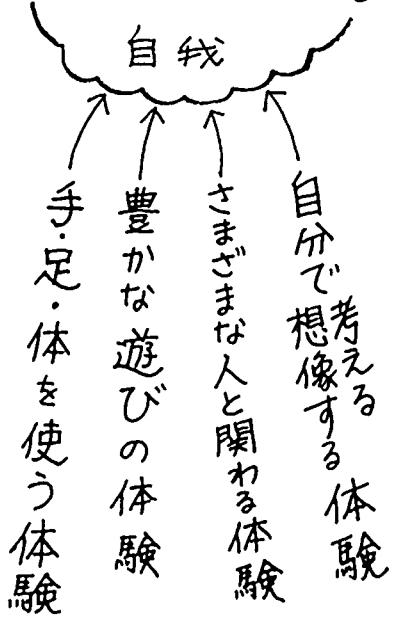 自我
自分で考える
想像する体験
さまざまな人と関わる体験
豊かな遊びの体験
手・足・体を使う体験